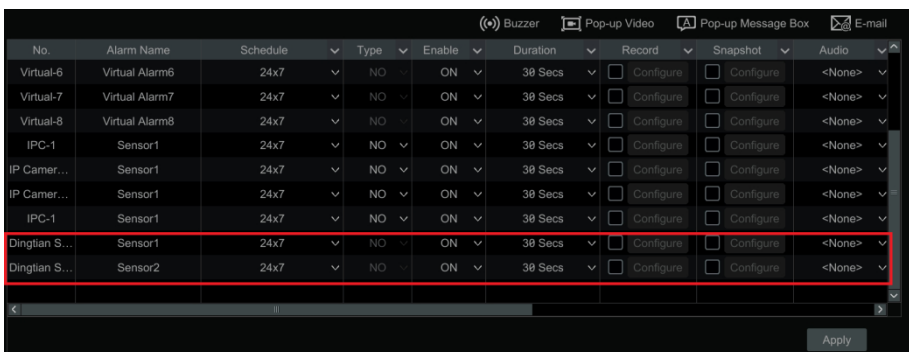 Buzzer Pop-up Video Pop-up Message Box E-mail
No. Alarm Name Schedule Type Enable Duration Record Snapshot Audio
Virtual-6 Virtual Alarm6 24x7 NO ON 30 Secs Configure Configure <None>
Virtual-7 Virtual Alarm7 24x7 NO ON 30 Secs Configure Configure <None>
Virtual-8 Virtual Alarm8 24x7 NO ON 30 Secs Configure Configure <None>
IPC-1 Sensor1 24x7 NO ON 30 Secs Configure Configure <None>
IP Camer... Sensor1 24x7 NO ON 30 Secs Configure Configure <None>
IP Camer... Sensor1 24x7 NO ON 30 Secs Configure Configure <None>
IPC-1 Sensor1 24x7 NO ON 30 Secs Configure Configure <None>
Dingtian S... Sensor1 24x7 NO ON 30 Secs Configure Configure <None>
Dingtian S... Sensor2 24x7 NO ON 30 Secs Configure Configure <None>
Apply